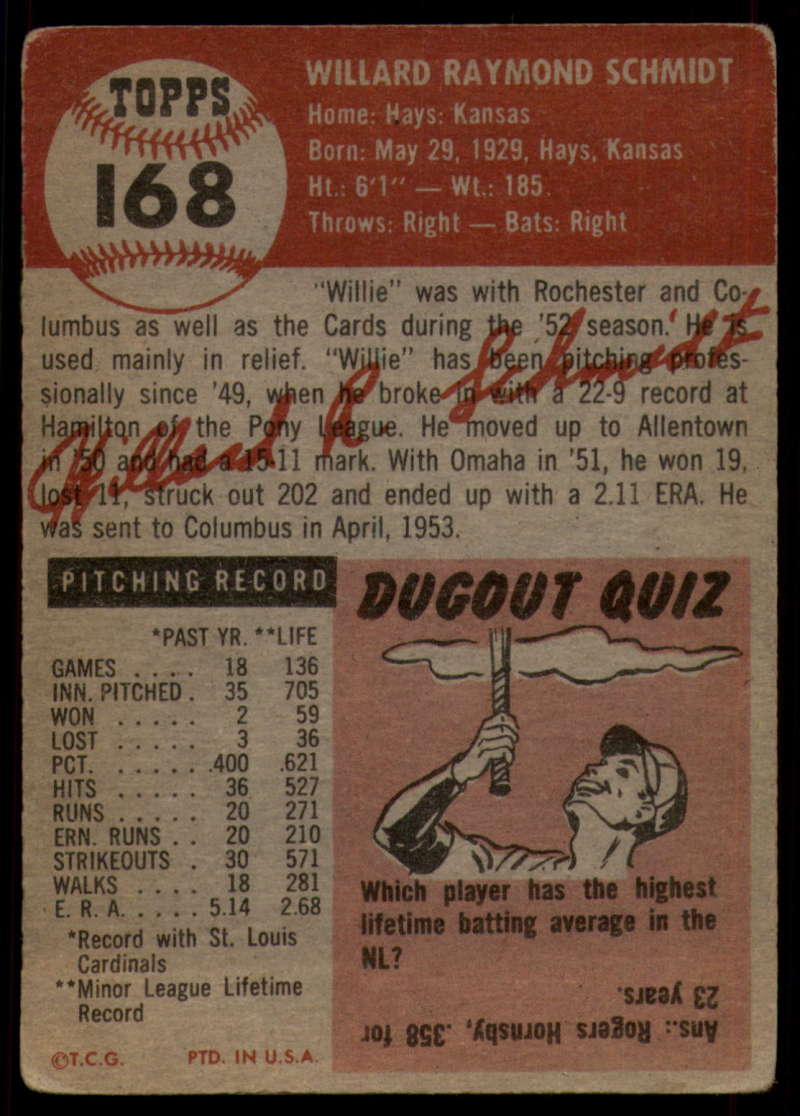 TOPPS
168
WILLARD RAYMOND SCHMIDT
Home: Hays: Kansas
Born: May 29, 1929, Hays, Kansas
Ht.: 6'1" — Wt.: 185.
Throws: Right — Bats: Right
"Willie" was with Rochester and Co-
lumbus as well as the Cards during the '52 season. He is
used mainly in relief. "Willie" has been pitching profes-
sionally since '49, when he broke in with a 22-9 record at
Hamilton of the Pony League. He moved up to Allentown
in '50 and had a 15-11 mark. With Omaha in '51, he won 19,
lost 11, struck out 202 and ended up with a 2.11 ERA. He
was sent to Columbus in April, 1953.
Willard R Schmidt
PITCHING RECORD
*PAST YR. **LIFE
GAMES . . . . 18 136
INN. PITCHED . 35 705
WON . . . . . 2 59
LOST . . . . . 3 36
PCT. . . . . . .400 .621
HITS . . . . . 36 527
RUNS . . . . . 20 271
ERN. RUNS . . 20 210
STRIKEOUTS . 30 571
WALKS . . . . 18 281
E. R. A. . . . . 5.14 2.68
*Record with St. Louis
Cardinals
**Minor League Lifetime
Record
©T.C.G. PTD. IN U.S.A.
DUGOUT QUIZ
Which player has the highest
lifetime batting average in the
NL?
Ans.: Rogers Hornsby, .358 for
23 years.